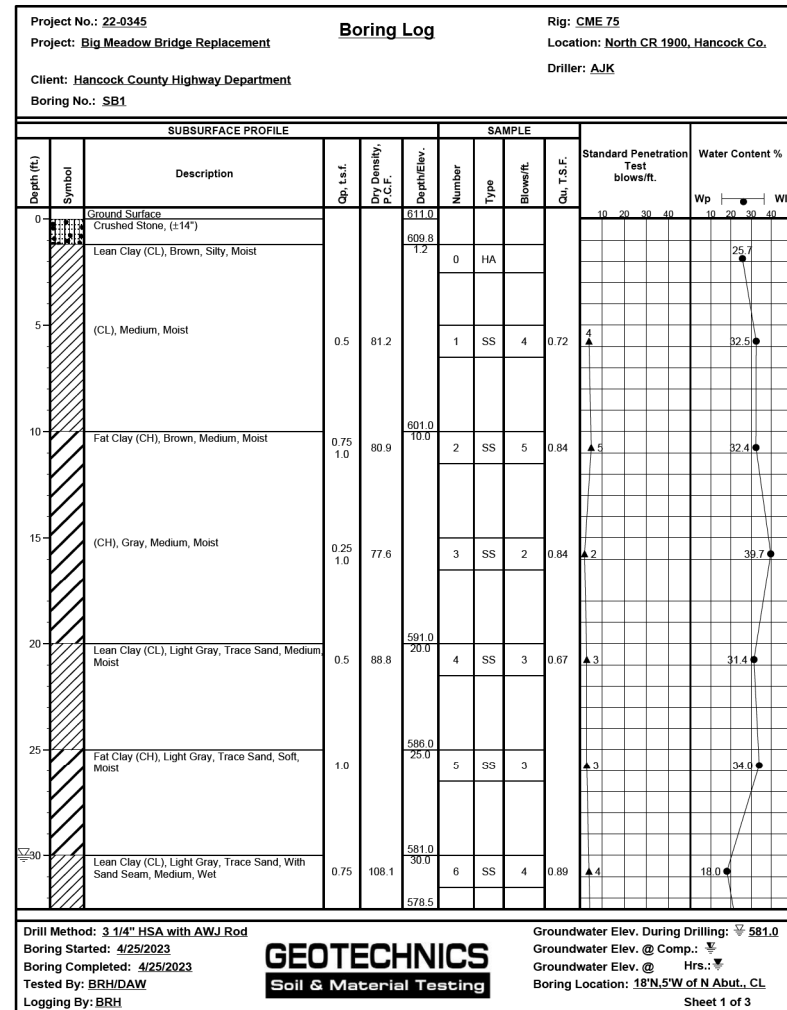 Project No.: 22-0345
Project: Big Meadow Bridge Replacement
Client: Hancock County Highway Department
Boring No.: SB1
Boring Log
Rig: CME 75
Location: North CR 1900, Hancock Co.
Driller: AJK
SUBSURFACE PROFILE
SAMPLE
Depth (ft.)
Symbol
Description
Qp, t.s.f.
Dry Density, P.C.F.
Depth/Elev.
Number
Type
Blows/ft.
Qu, T.S.F.
Standard Penetration
Test
blows/ft.
10 20 30 40
Water Content %
Wp Wl
10 20 30 40
0 Ground Surface 611.0
Crushed Stone, (±14")
609.8
1.2
Lean Clay (CL), Brown, Silty, Moist
0 HA 25.7
5
(CL), Medium, Moist 0.5 81.2 1 SS 4 0.72 4 32.5
601.0
10 10.0
Fat Clay (CH), Brown, Medium, Moist 0.75 1.0 80.9 2 SS 5 0.84 5 32.4
15
(CH), Gray, Medium, Moist 0.25 1.0 77.6 3 SS 2 0.84 2 39.7
591.0
20 20.0
Lean Clay (CL), Light Gray, Trace Sand, Medium,
Moist 0.5 88.8 4 SS 3 0.67 3 31.4
586.0
25 25.0
Fat Clay (CH), Light Gray, Trace Sand, Soft,
Moist 1.0 5 SS 3 3 34.0
581.0
30 30.0
Lean Clay (CL), Light Gray, Trace Sand, With
Sand Seam, Medium, Wet 0.75 108.1 6 SS 4 0.89 4 18.0
578.5
Drill Method: 3 1/4" HSA with AWJ Rod
Boring Started: 4/25/2023
Boring Completed: 4/25/2023
Tested By: BRH/DAW
Logging By: BRH
GEOTECHNICS
Soil & Material Testing
Groundwater Elev. During Drilling: 581.0
Groundwater Elev. @ Comp.:
Groundwater Elev. @ Hrs.:
Boring Location: 18'N,5'W of N Abut., CL
Sheet 1 of 3